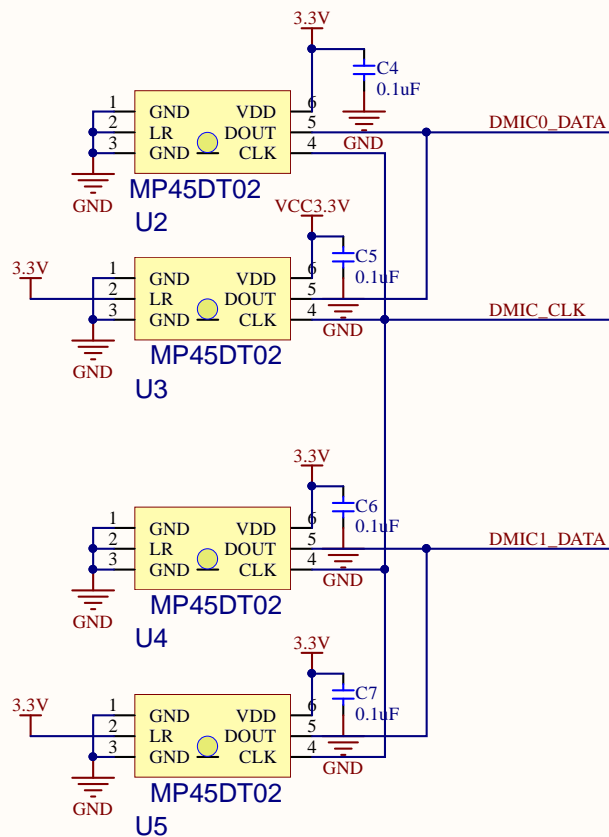 3.3V
C4
0.1uF
GND
1 GND VDD 6
2 LR DOUT 5 DMIC0_DATA
3 GND CLK 4
GND
MP45DT02
U2
VCC3.3V
C5
0.1uF
3.3V
1 GND VDD 6
2 LR DOUT 5
3 GND CLK 4 DMIC_CLK
GND
GND
MP45DT02
U3
3.3V
C6
0.1uF
1 GND VDD 6
2 LR DOUT 5 DMIC1_DATA
3 GND CLK 4
GND
GND
MP45DT02
U4
3.3V
C7
0.1uF
3.3V
1 GND VDD 6
2 LR DOUT 5
3 GND CLK 4
GND
GND
MP45DT02
U5